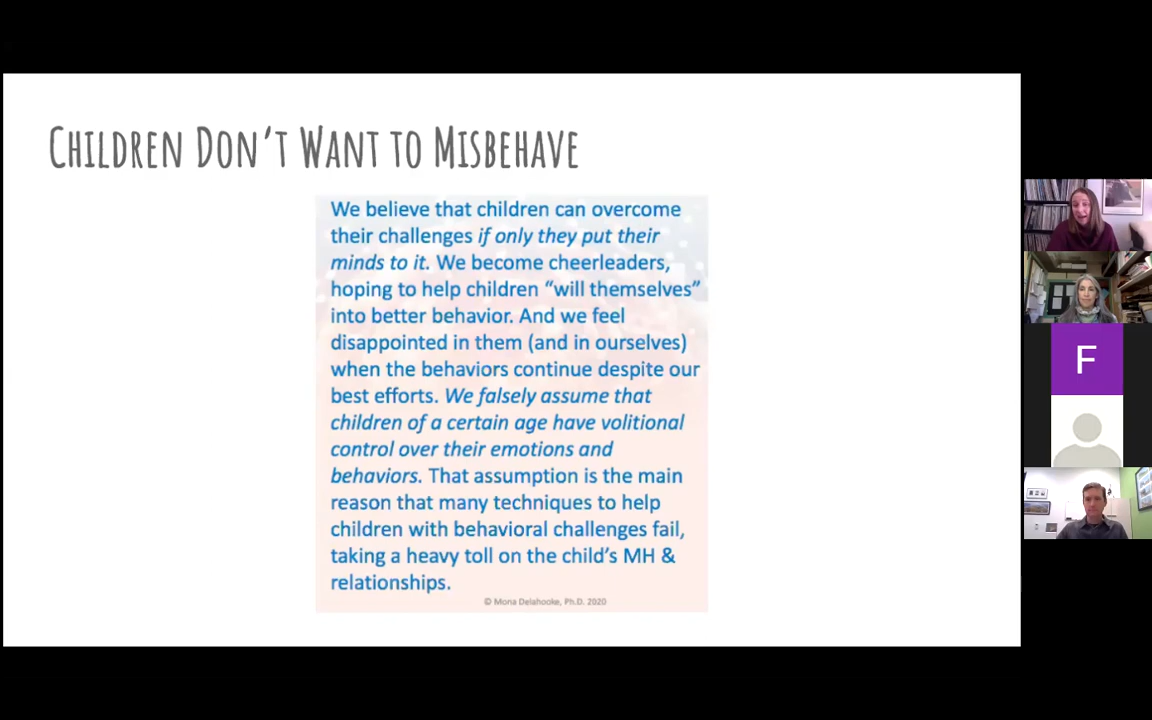 CHILDREN DON'T WANT TO MISBEHAVE
We believe that children can overcome
their challenges if only they put their
minds to it. We become cheerleaders,
hoping to help children “will themselves”
into better behavior. And we feel
disappointed in them (and in ourselves)
when the behaviors continue despite our
best efforts. We falsely assume that
children of a certain age have volitional
control over their emotions and
behaviors. That assumption is the main
reason that many techniques to help
children with behavioral challenges fail,
taking a heavy toll on the child’s MH &
relationships.
© Mona Delahooke, Ph.D. 2020
F